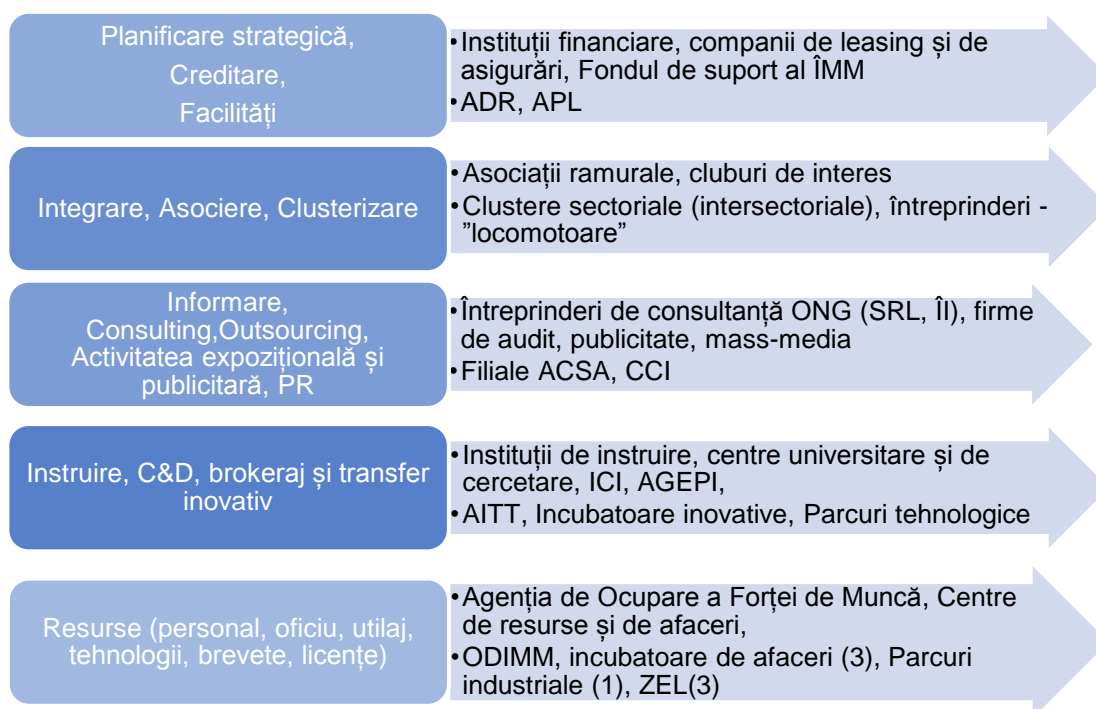 Planificare strategică,
Creditare,
Facilități
•Instituții financiare, companii de leasing și de
asigurări, Fondul de suport al ÎMM
•ADR, APL
Integrare, Asociere, Clusterizare
•Asociații ramurale, cluburi de interes
•Clustere sectoriale (intersectoriale), întreprinderi -
”locomotoare”
Informare,
Consulting,Outsourcing,
Activitatea expozițională și
publicitară, PR
•Întreprinderi de consultanță ONG (SRL, ÎI), firme
de audit, publicitate, mass-media
•Filiale ACSA, CCI
Instruire, C&D, brokeraj și transfer
inovativ
•Instituții de instruire, centre universitare și de
cercetare, ICI, AGEPI,
•AITT, Incubatoare inovative, Parcuri tehnologice
Resurse (personal, oficiu, utilaj,
tehnologii, brevete, licențe)
•Agenția de Ocupare a Forței de Muncă, Centre
de resurse și de afaceri,
•ODIMM, incubatoare de afaceri (3), Parcuri
industriale (1), ZEL(3)